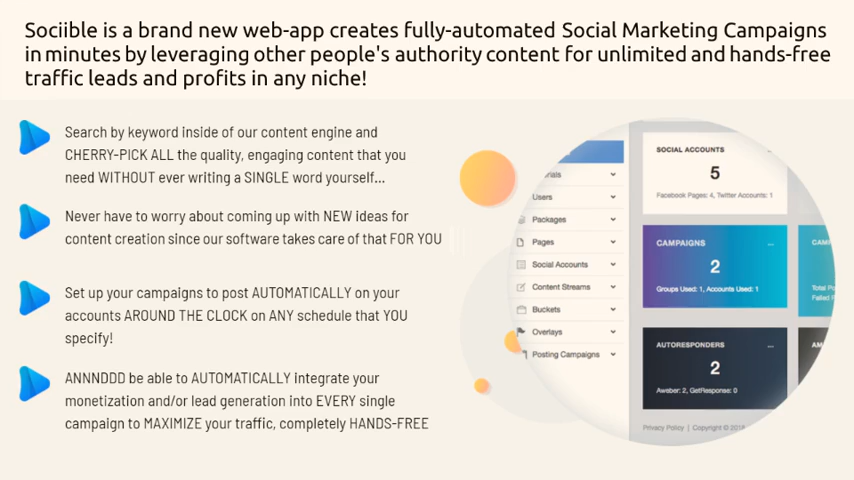 Sociible is a brand new web-app creates fully-automated Social Marketing Campaigns
in minutes by leveraging other people's authority content for unlimited and hands-free
traffic leads and profits in any niche!
Search by keyword inside of our content engine and
CHERRY-PICK ALL the quality, engaging content that you
need WITHOUT ever writing a SINGLE word yourself...
Never have to worry about coming up with NEW ideas for
content creation since our software takes care of that FOR YOU
Set up your campaigns to post AUTOMATICALLY on your
accounts AROUND THE CLOCK on ANY schedule that YOU
specify!
ANNNDDD be able to AUTOMATICALLY integrate your
monetization and/or lead generation into EVERY single
campaign to MAXIMIZE your traffic, completely HANDS-FREE
Users
Packages
Pages
Social Accounts
Content Streams
Buckets
Overlays
Posting Campaigns
SOCIAL ACCOUNTS
5
Facebook Pages: 4, Twitter Accounts: 1
CAMPAIGNS
2
Groups Used: 1, Accounts Used: 1
Total
AUTORESPONDERS
2
Aweber: 2, GetResponse: 0
Privacy Policy | Copyright ©